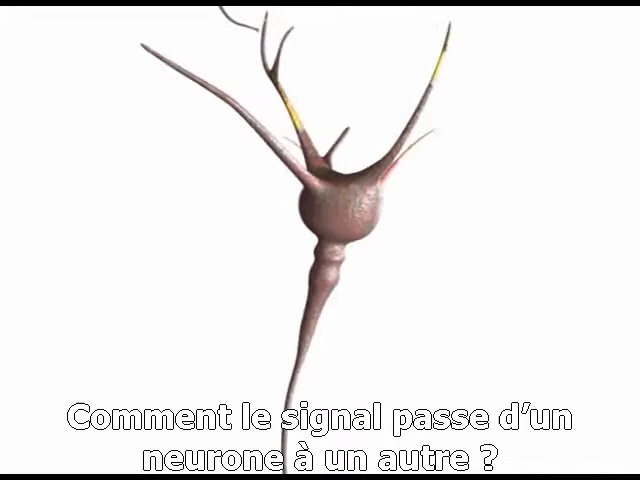 Comment le signal passe d’un
neurone à un autre ?